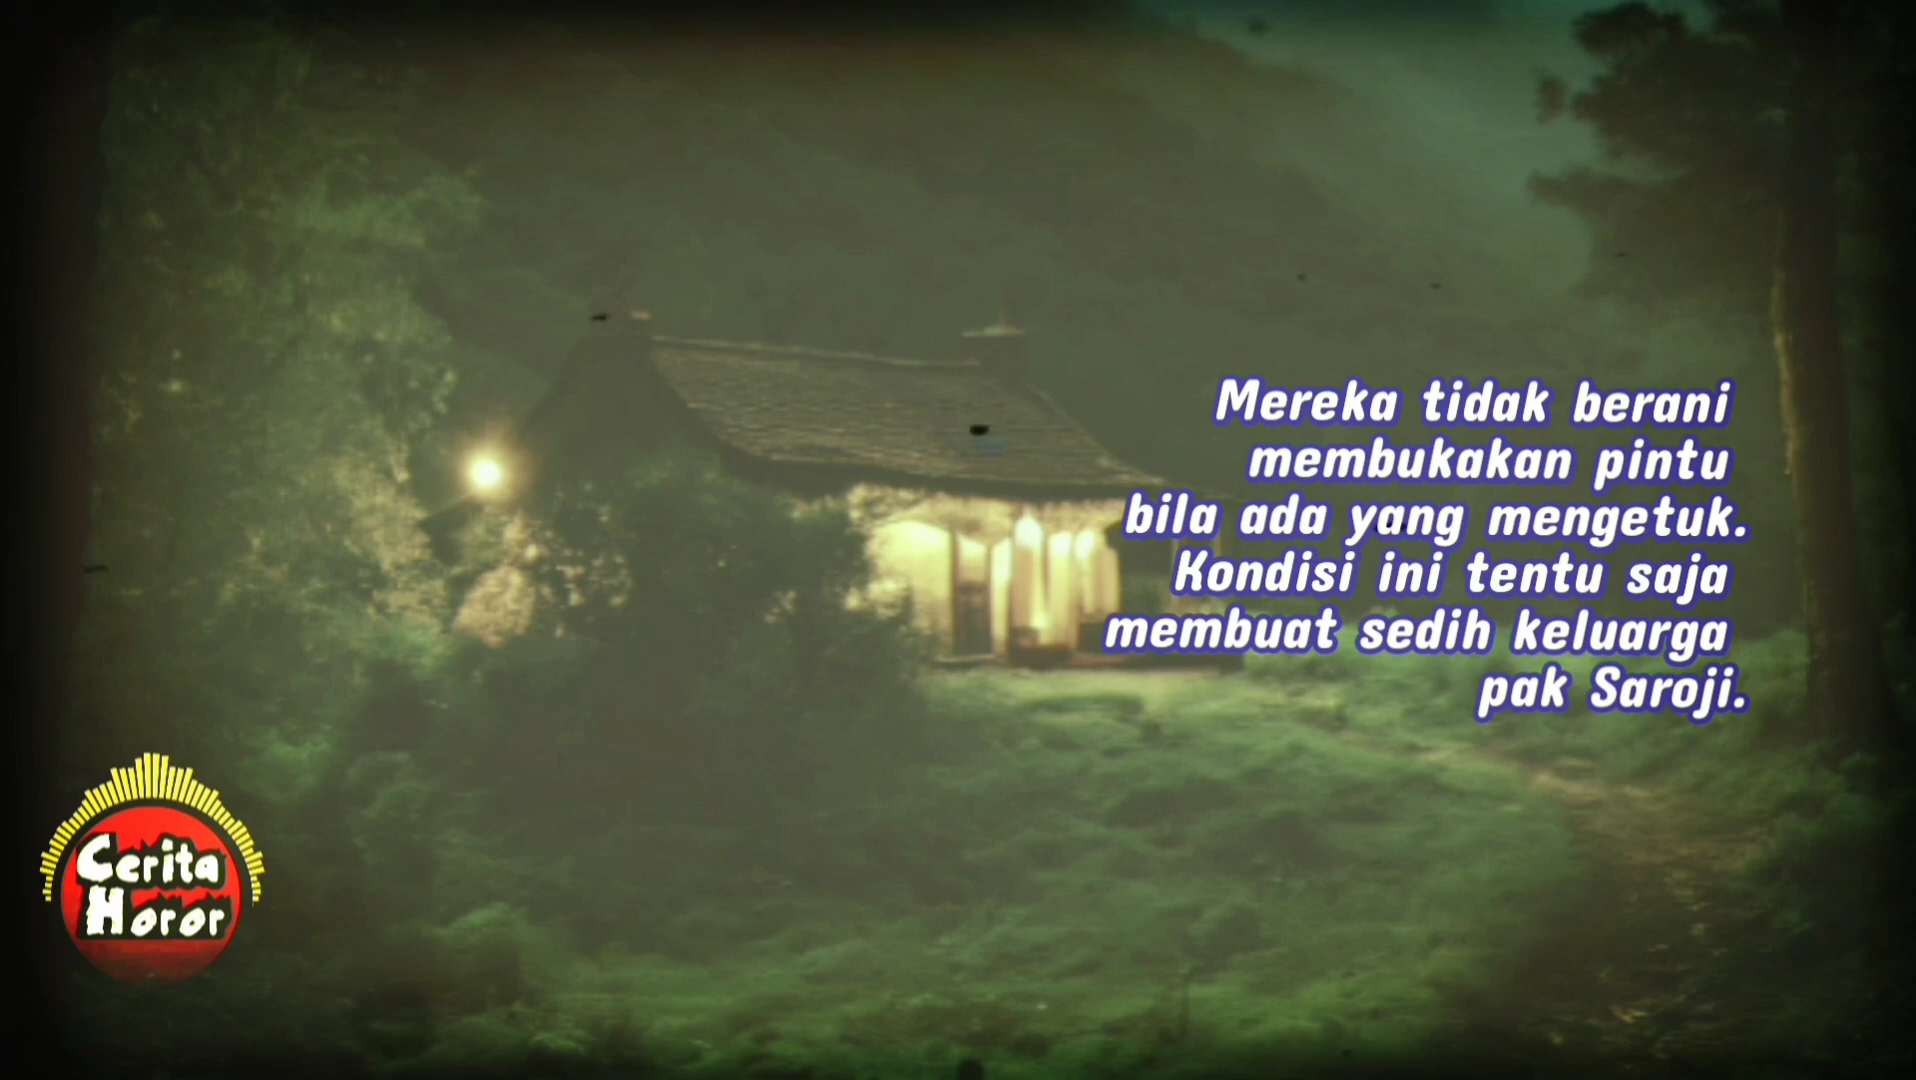 Mereka tidak berani
membukakan pintu
bila ada yang mengetuk.
Kondisi ini tentu saja
membuat sedih keluarga
pak Saroji.
Cerita
Horor